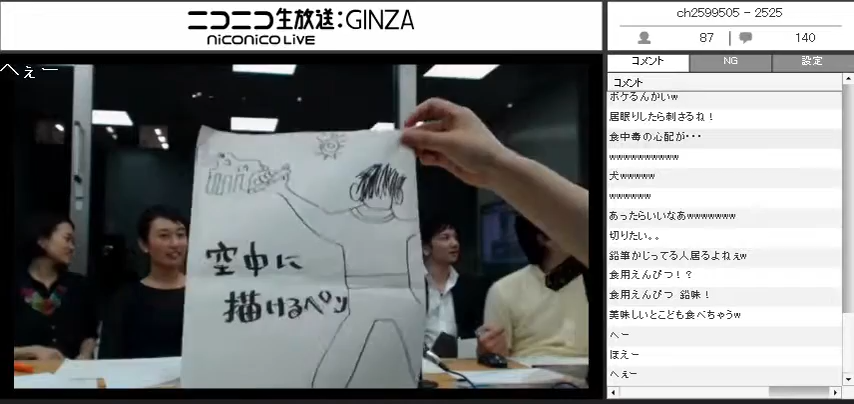 ニコニコ生放送:GINZA
niconico Live
ch2599505 - 2525
87
140
コメント
NG
設定
へぇー
空中に
描けるペン
コメント
ボケるんかいw
居眠りしたら刺さるね！
食中毒の心配が・・・
wwwwwwwwww
犬wwwww
wwwwww
あったらいいなあwwwwwww
切りたい。。
鉛筆かじってる人居るよねぇw
食用えんぴつ！？
食用えんぴつ 鉛味！
美味しいとこども食べちゃうw
へー
ほえー
へぇー